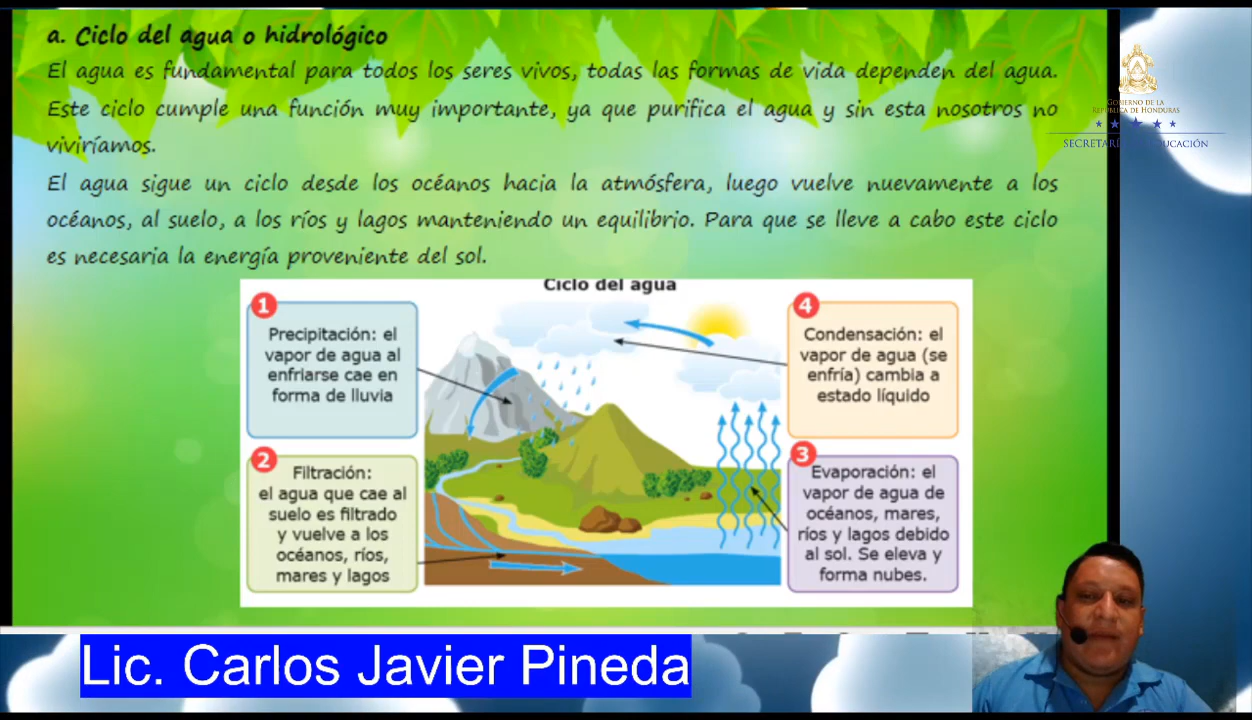 a. Ciclo del agua o hidrológico
El agua es fundamental para todos los seres vivos, todas las formas de vida dependen del agua.
Este ciclo cumple una función muy importante, ya que purifica el agua y sin esta nosotros no
viviríamos.
El agua sigue un ciclo desde los océanos hacia la atmósfera, luego vuelve nuevamente a los
océanos, al suelo, a los ríos y lagos manteniendo un equilibrio. Para que se lleve a cabo este ciclo
es necesaria la energía proveniente del sol.
GOBIERNO DE LA
REPÚBLICA DE HONDURAS
Ciclo del agua
1
Precipitación: el
vapor de agua al
enfriarse cae en
forma de lluvia
2
Filtración:
el agua que cae al
suelo es filtrado
y vuelve a los
océanos, ríos,
mares y lagos
3
Evaporación: el
vapor de agua de
océanos, mares,
ríos y lagos debido
al sol. Se eleva y
forma nubes.
4
Condensación: el
vapor de agua (se
enfría) cambia a
estado líquido
Lic. Carlos Javier Pineda